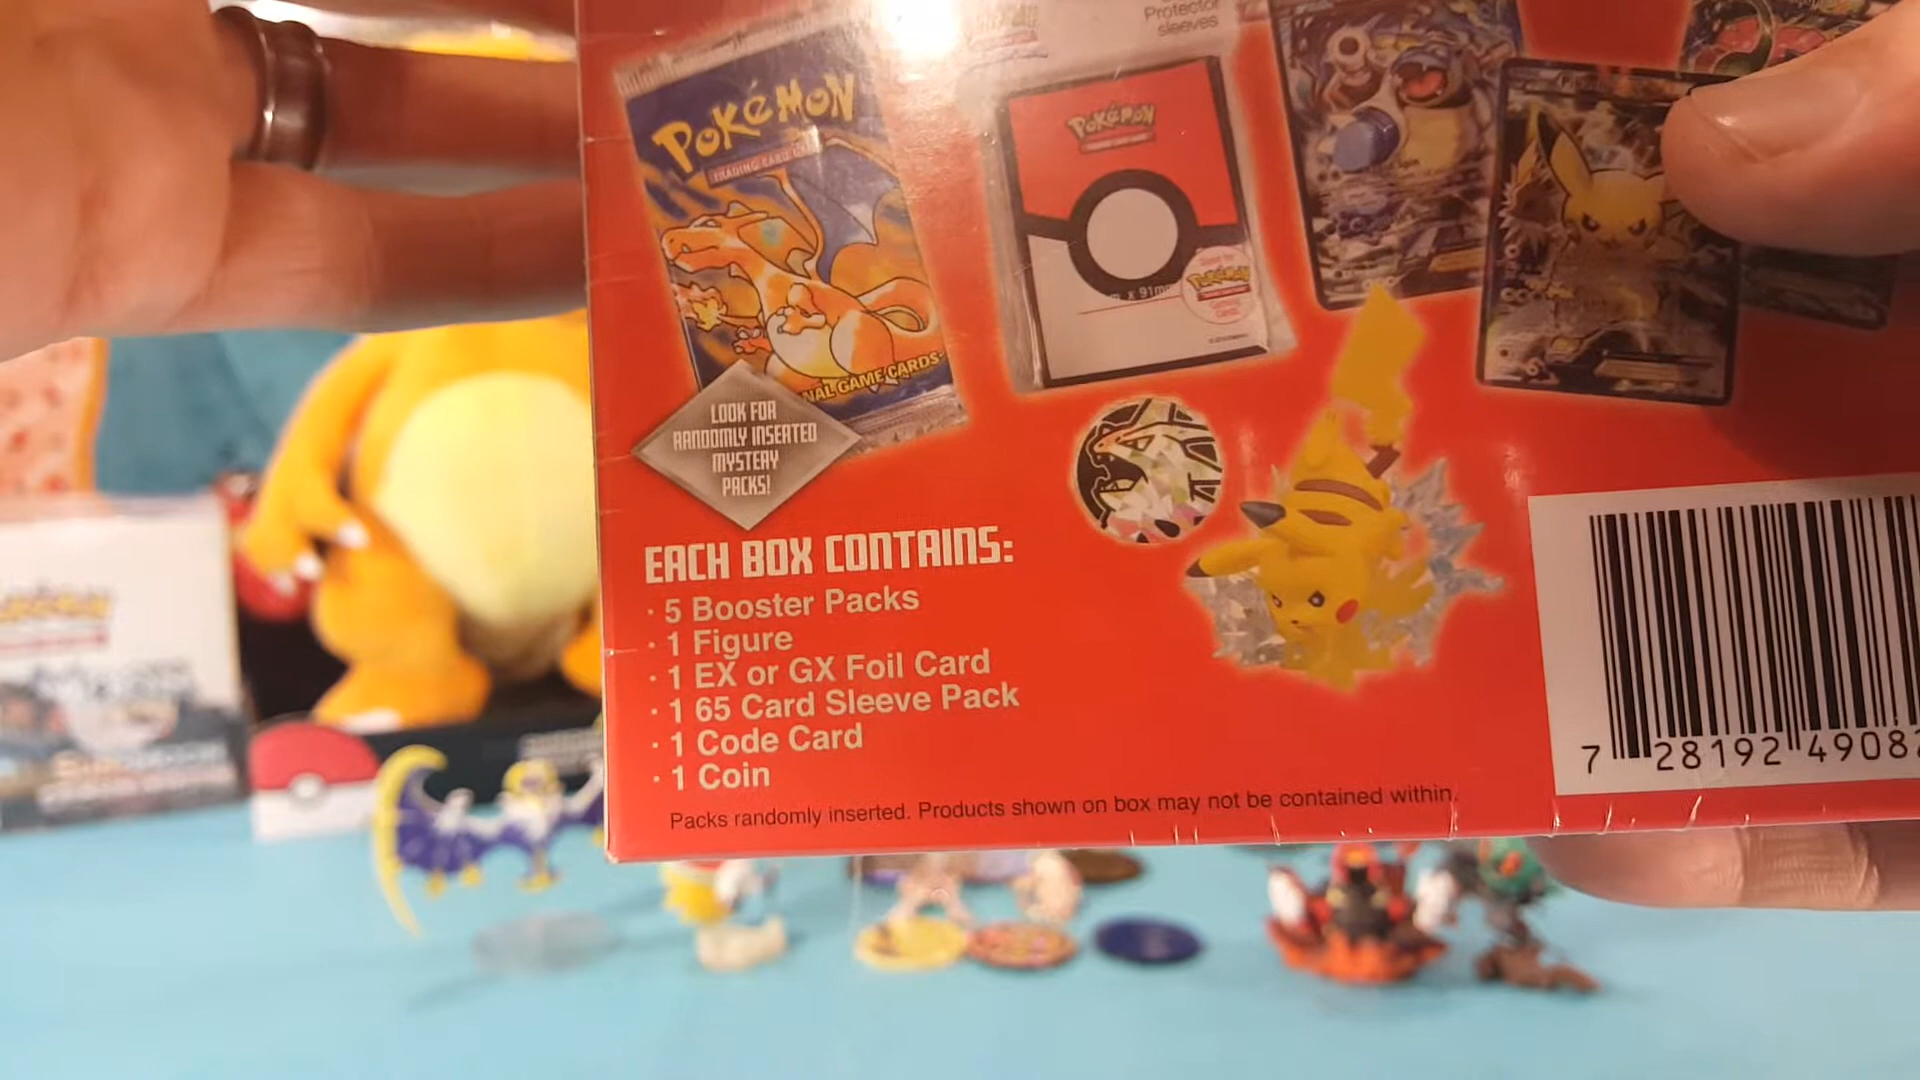 Protector
sleeves
POKéMON
TRADING CARD
POKéMON
x 91m
POKéMON
NAL GAME CARDS
LOOK FOR
RANDOMLY INSERTED
MYSTERY
PACKS!
EACH BOX CONTAINS:
· 5 Booster Packs
· 1 Figure
· 1 EX or GX Foil Card
· 1 65 Card Sleeve Pack
· 1 Code Card
· 1 Coin
Packs randomly inserted. Products shown on box may not be contained within.
7 28192 4908